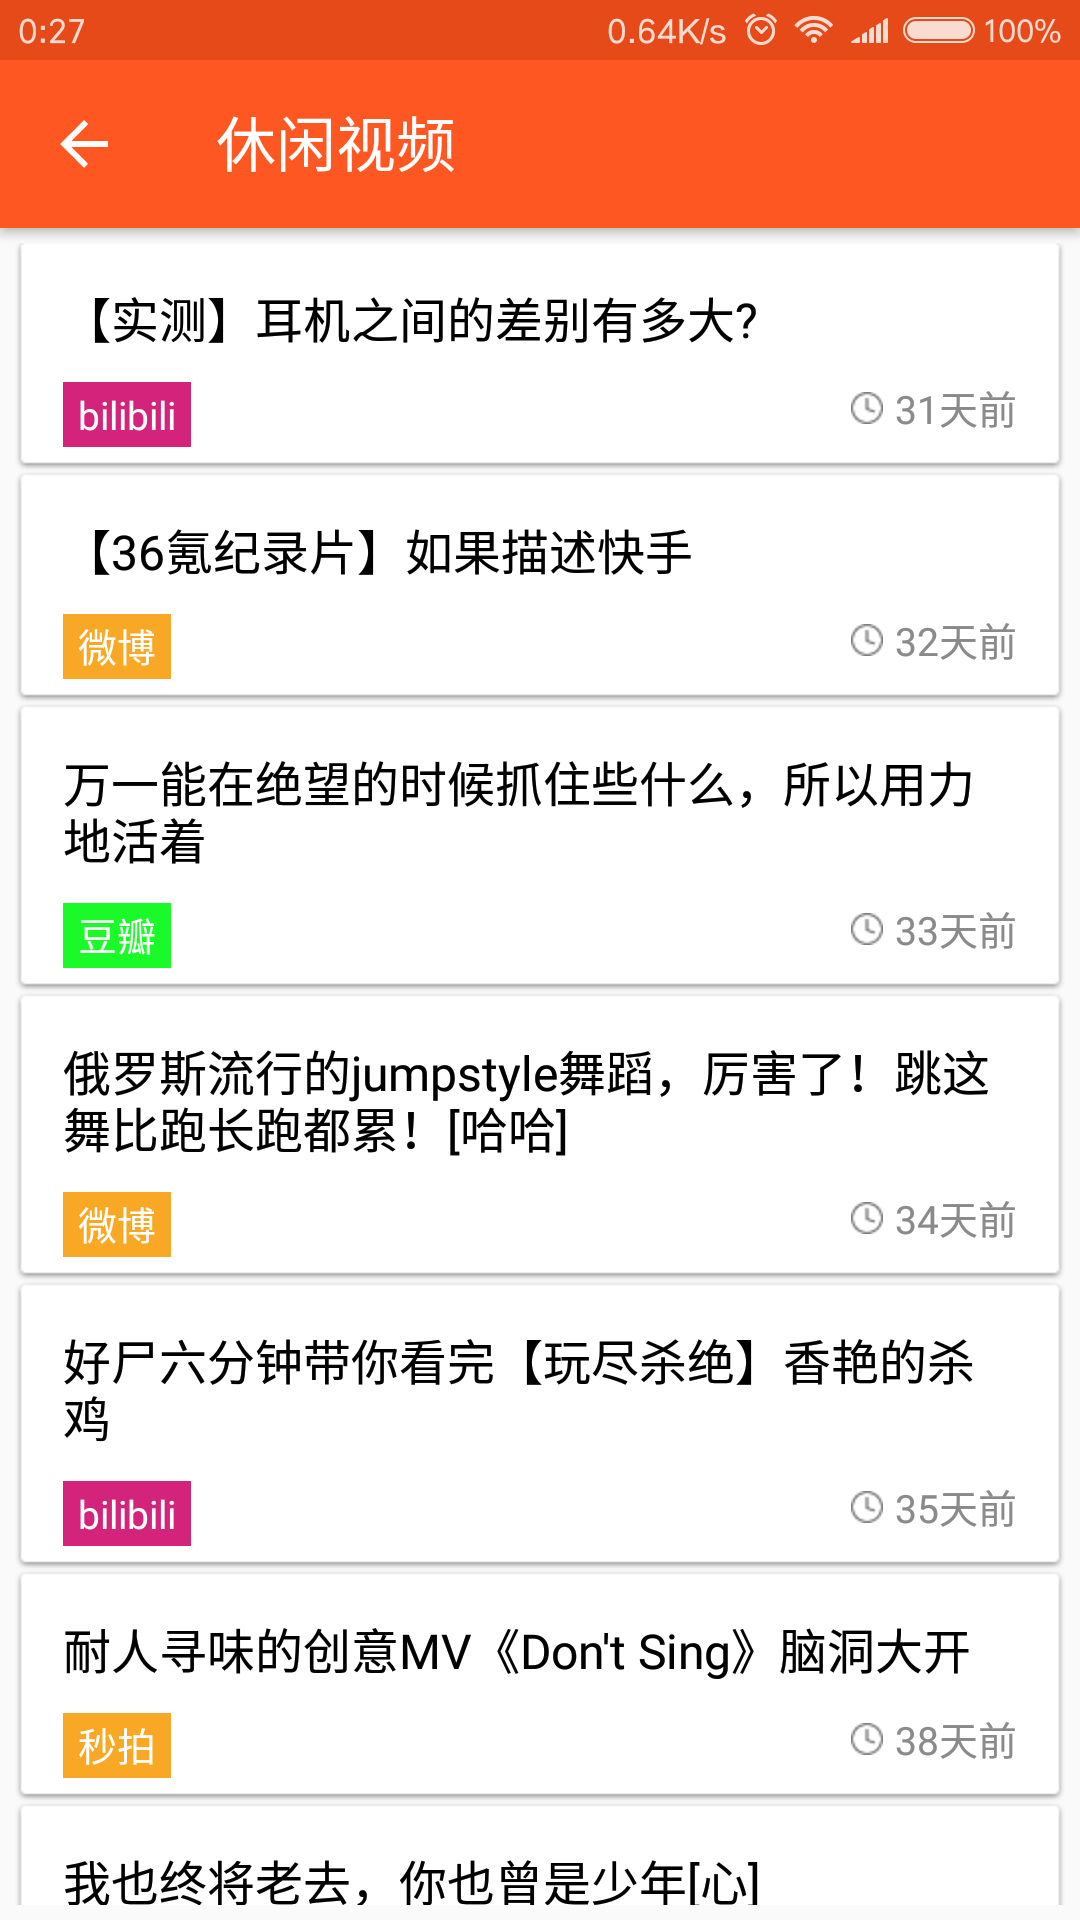 0:27 0.64K/s 100%
休闲视频
【实测】耳机之间的差别有多大?
bilibili 31天前
【36氪纪录片】如果描述快手
微博 32天前
万一能在绝望的时候抓住些什么，所以用力
地活着
豆瓣 33天前
俄罗斯流行的jumpstyle舞蹈，厉害了！跳这
舞比跑长跑都累！[哈哈]
微博 34天前
好尸六分钟带你看完【玩尽杀绝】香艳的杀
鸡
bilibili 35天前
耐人寻味的创意MV《Don't Sing》脑洞大开
秒拍 38天前
我也终将老去，你也曾是少年[心]